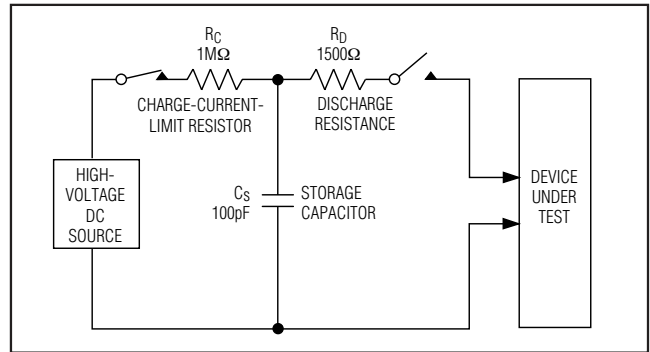 R_C
1MΩ
CHARGE-CURRENT-
LIMIT RESISTOR
R_D
1500Ω
DISCHARGE
RESISTANCE
HIGH-
VOLTAGE
DC
SOURCE
C_S
100pF
STORAGE
CAPACITOR
DEVICE
UNDER
TEST